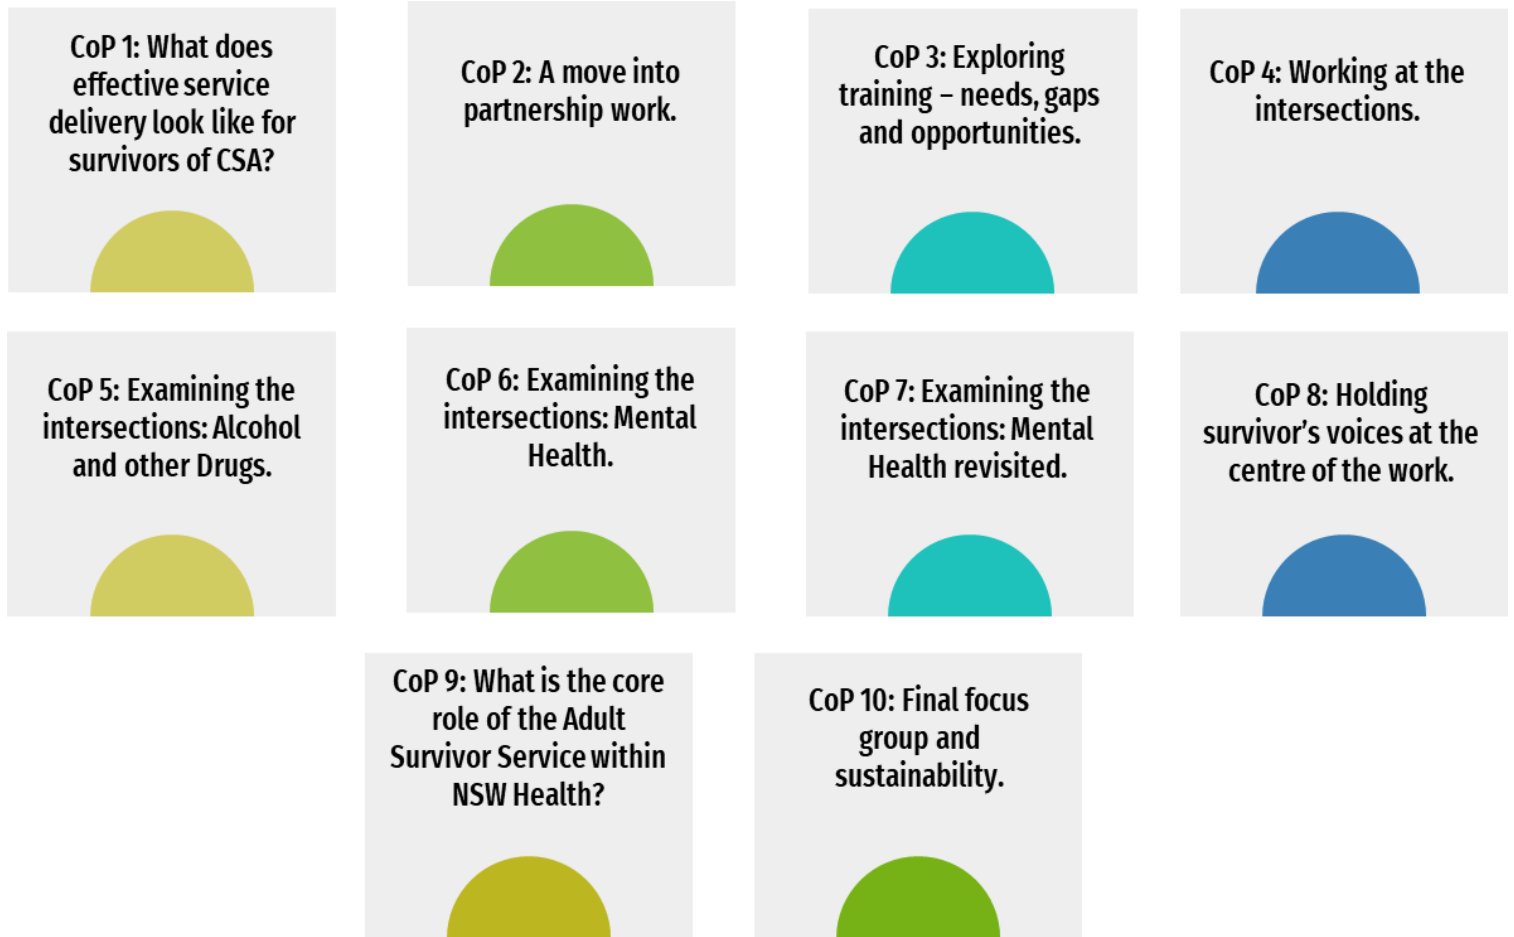 CoP 1: What does
effective service
delivery look like for
survivors of CSA?
CoP 2: A move into
partnership work.
CoP 3: Exploring
training – needs, gaps
and opportunities.
CoP 4: Working at the
intersections.
CoP 5: Examining the
intersections: Alcohol
and other Drugs.
CoP 6: Examining the
intersections: Mental
Health.
CoP 7: Examining the
intersections: Mental
Health revisited.
CoP 8: Holding
survivor’s voices at the
centre of the work.
CoP 9: What is the core
role of the Adult
Survivor Service within
NSW Health?
CoP 10: Final focus
group and
sustainability.